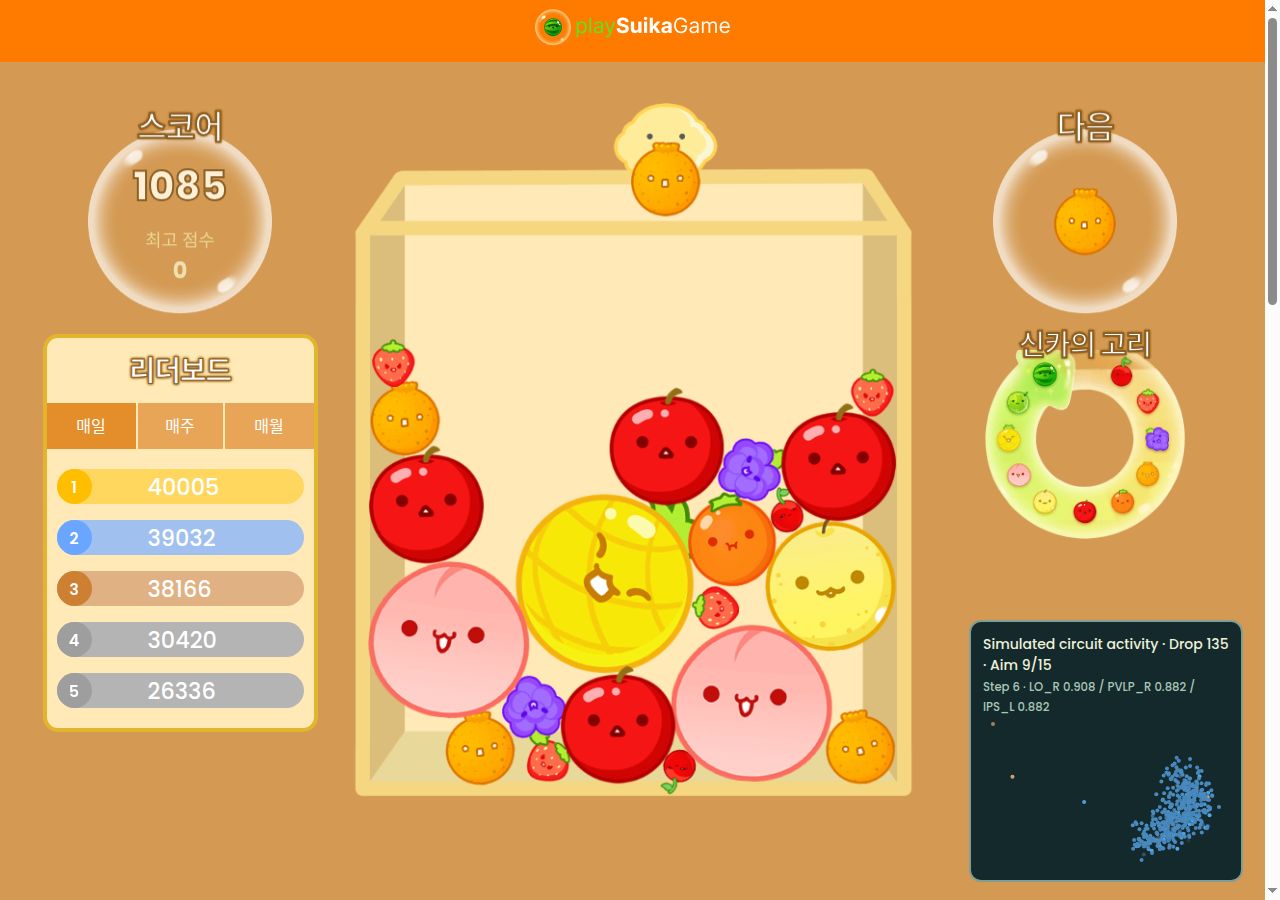 playSuikaGame
스코어
1085
최고 점수
0
다음
신카의 고리
리더보드
매일 매주 매월
1 40005
2 39032
3 38166
4 30420
5 26336
Simulated circuit activity · Drop 135
· Aim 9/15
Step 6 · LO_R 0.908 / PVLP_R 0.882 /
IPS_L 0.882